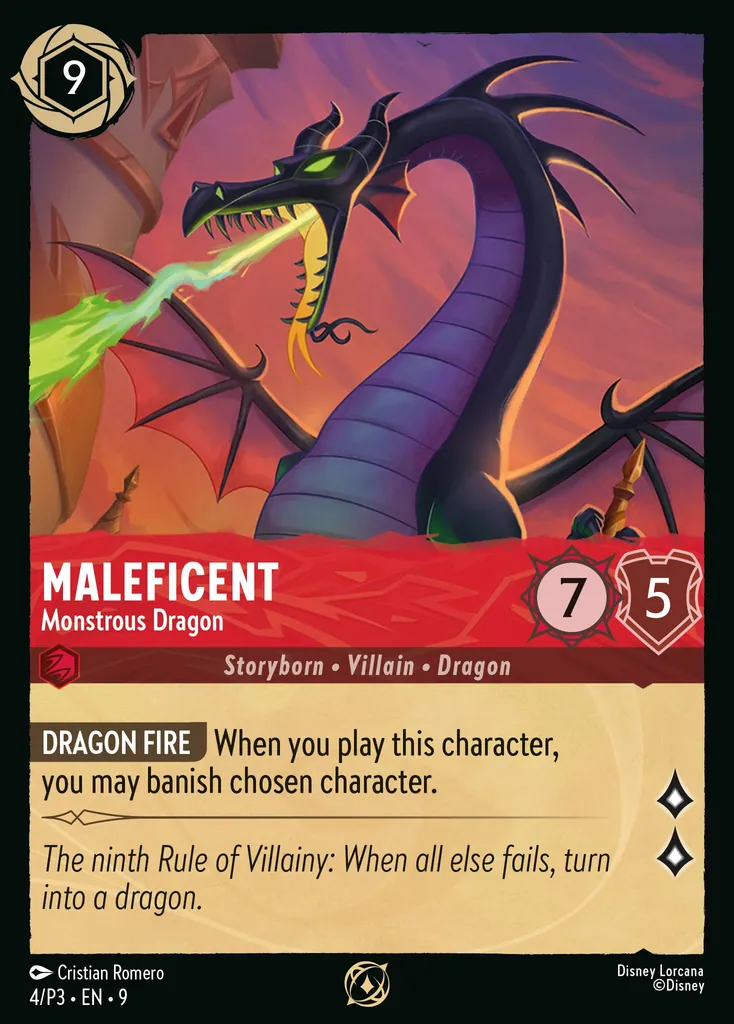 9
MALEFICENT
Monstrous Dragon
7
5
Storyborn • Villain • Dragon
DRAGON FIRE When you play this character,
you may banish chosen character.
The ninth Rule of Villainy: When all else fails, turn
into a dragon.
Cristian Romero
4/P3 • EN • 9
Disney Lorcana
©Disney